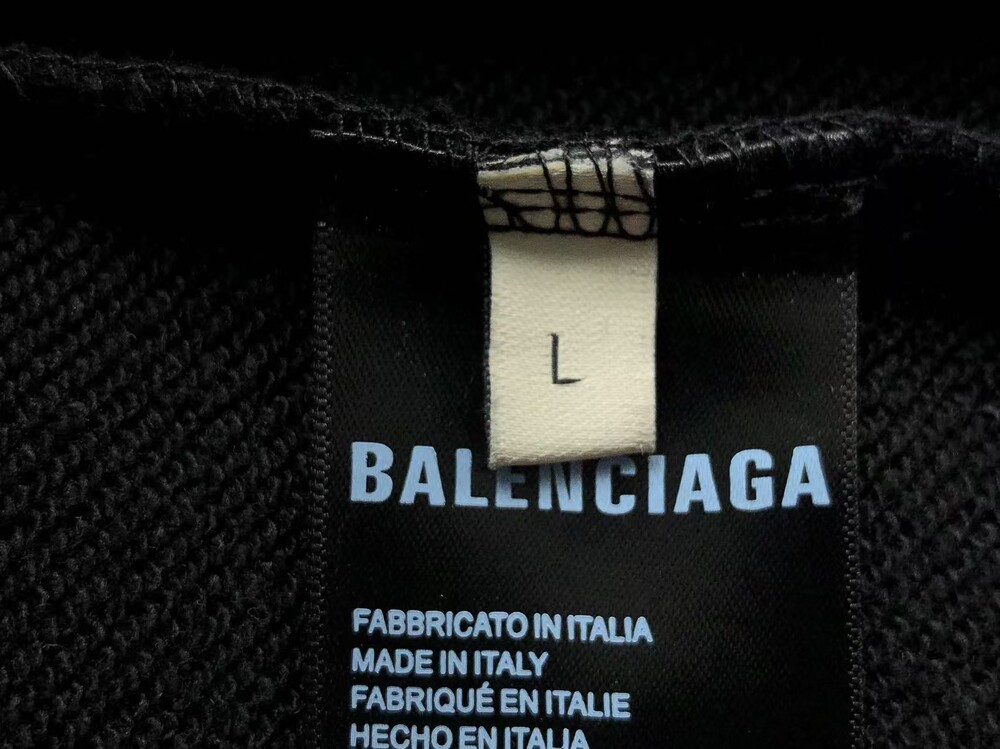 L
BALENCIAGA
FABBRICATO IN ITALIA
MADE IN ITALY
FABRIQUÉ EN ITALIE
HECHO EN ITALIA